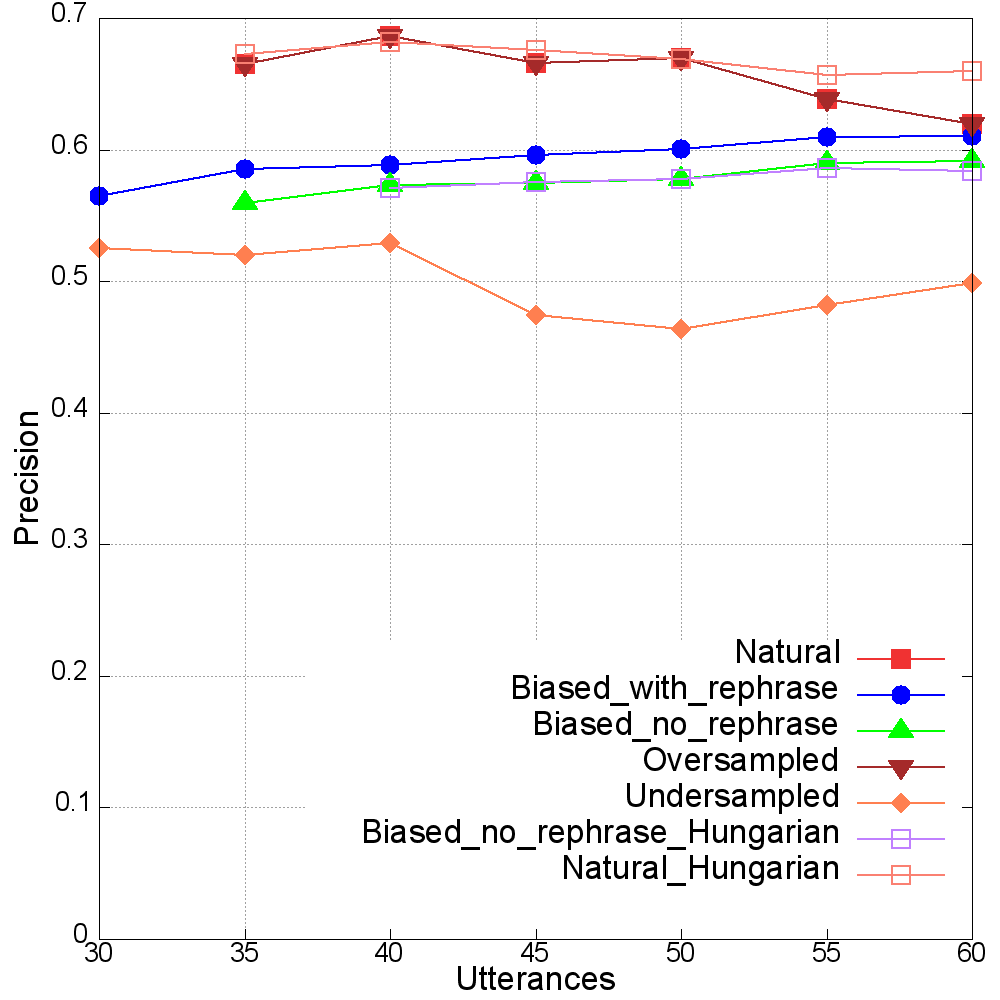 0.7
0.6
0.5
0.4
0.3
0.2
0.1
0
Precision
Natural
Biased_with_rephrase
Biased_no_rephrase
Oversampled
Undersampled
Biased_no_rephrase_Hungarian
Natural_Hungarian
30 35 40 45 50 55 60
Utterances